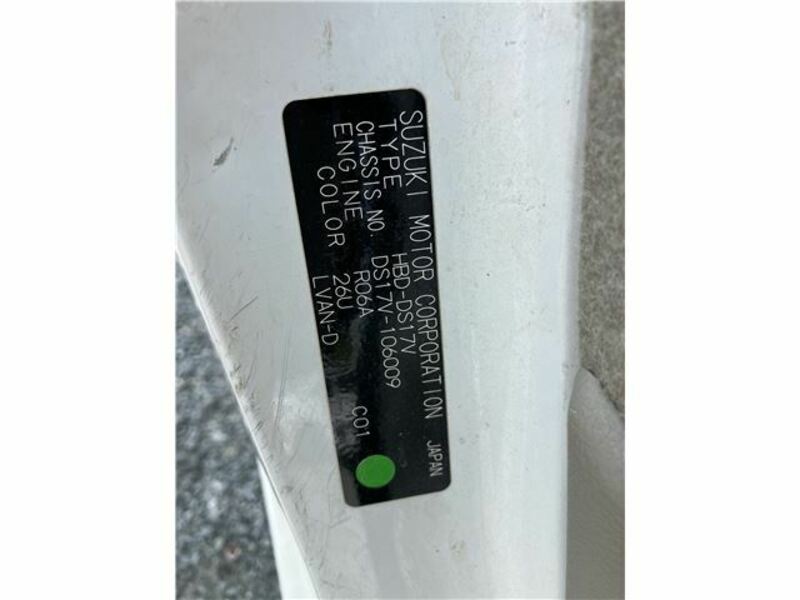 SUZUKI MOTOR CORPORATION JAPAN
TYPE HBD-DS17V
CHASSIS NO. DS17V-106009
ENGINE R06A
COLOR 26U C01
LVAN-D